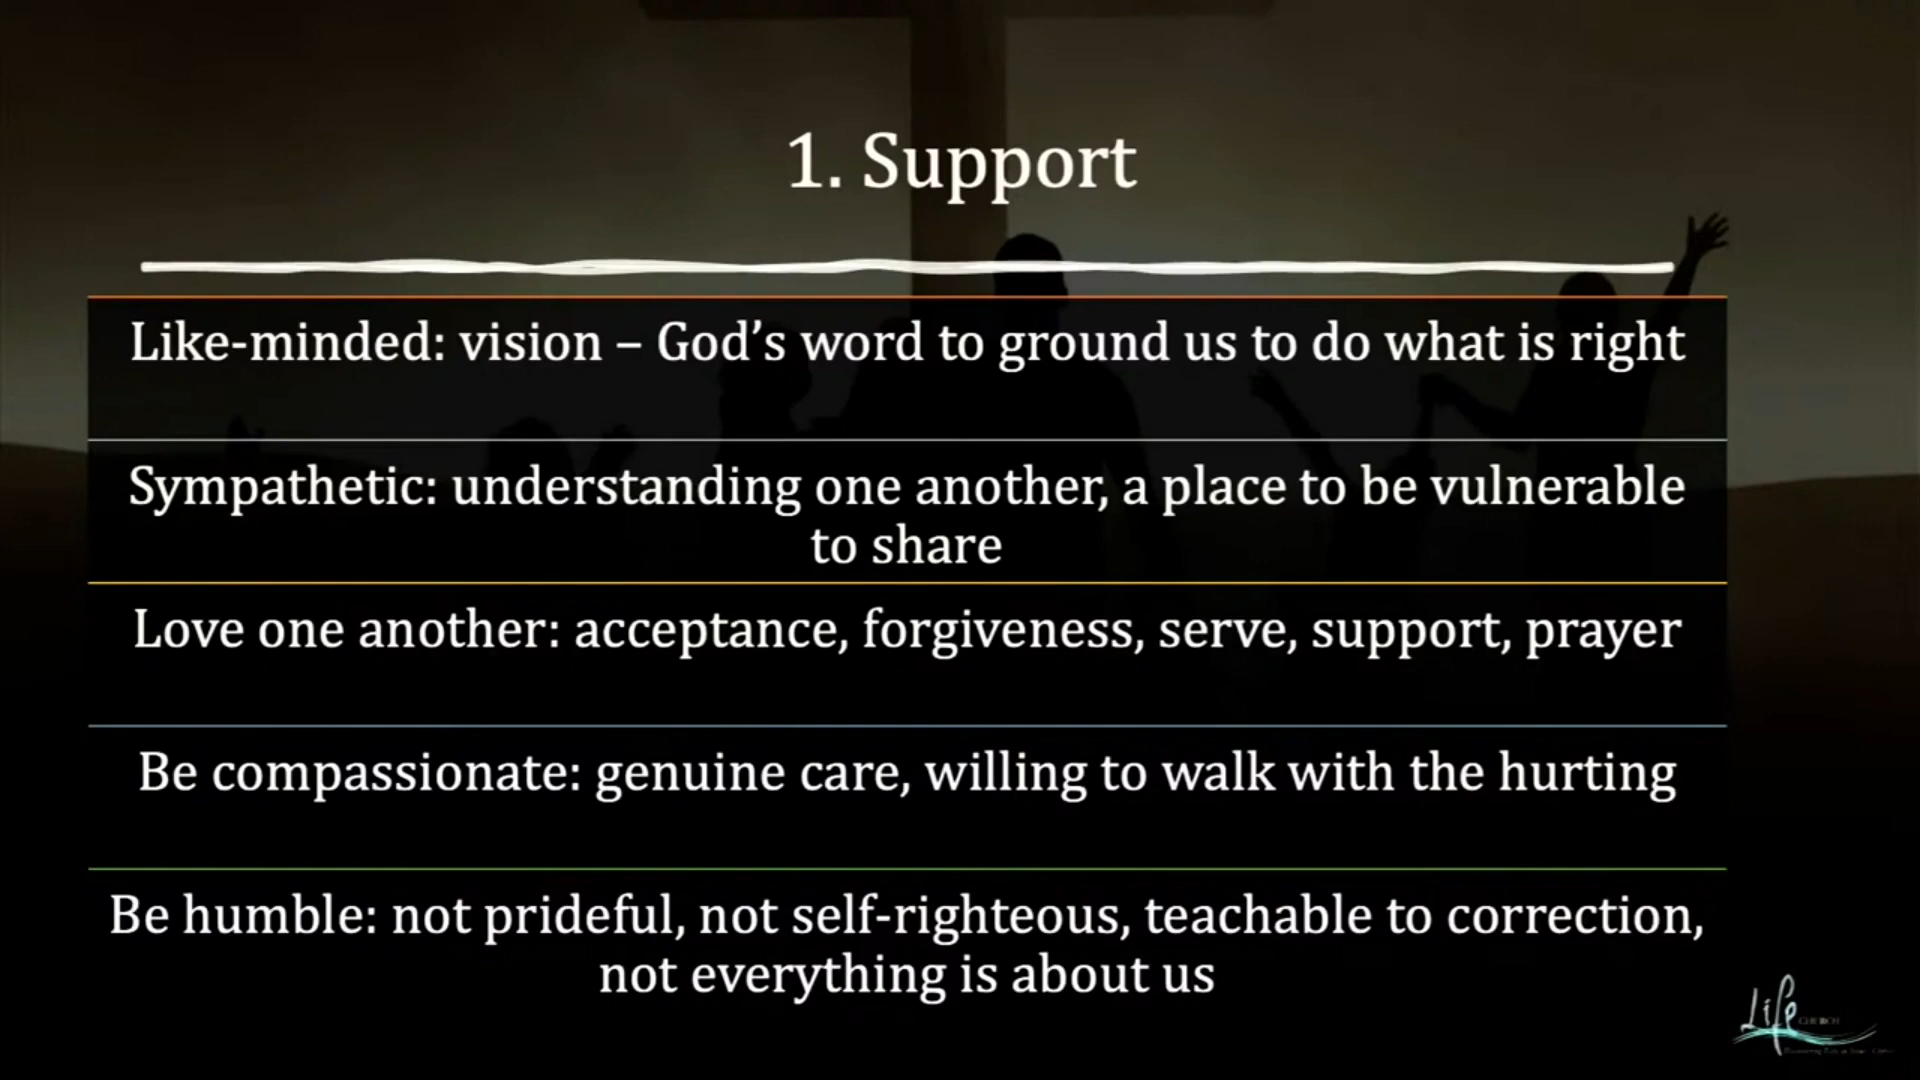 1. Support
Like-minded: vision – God’s word to ground us to do what is right
Sympathetic: understanding one another, a place to be vulnerable
to share
Love one another: acceptance, forgiveness, serve, support, prayer
Be compassionate: genuine care, willing to walk with the hurting
Be humble: not prideful, not self-righteous, teachable to correction,
not everything is about us
Life
CHURCH